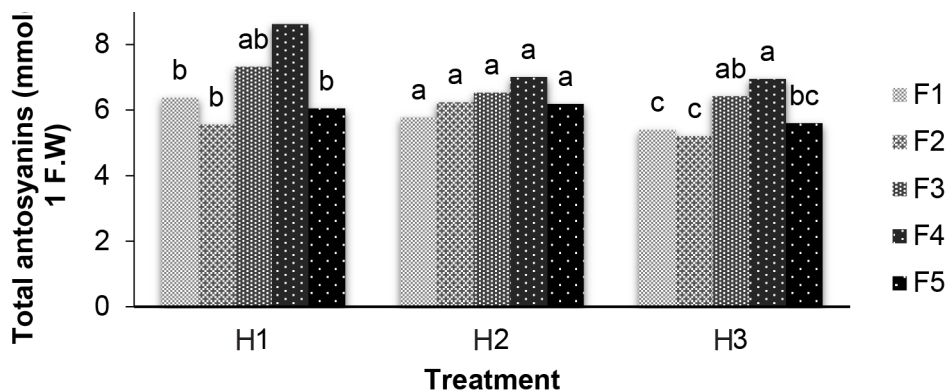 Total antosyanins (mmol
1 F.W)
8
6
4
2
0
b
b
ab
b
a
a
a
a
a
c
c
ab
a
bc
H1
H2
H3
Treatment
F1
F2
F3
F4
F5